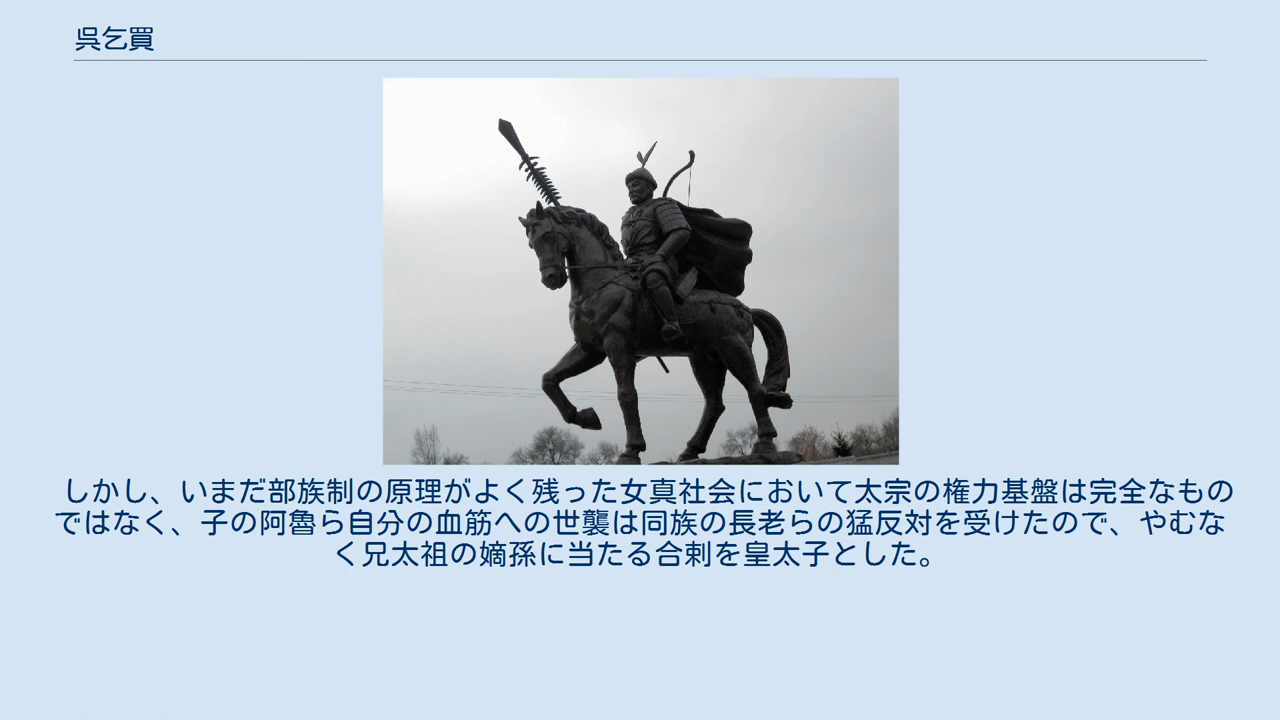 呉乞買
しかし、いまだ部族制の原理がよく残った女真社会において太宗の権力基盤は完全なもの
ではなく、子の阿魯ら自分の血筋への世襲は同族の長老らの猛反対を受けたので、やむな
く兄太祖の嫡孫に当たる合剌を皇太子とした。